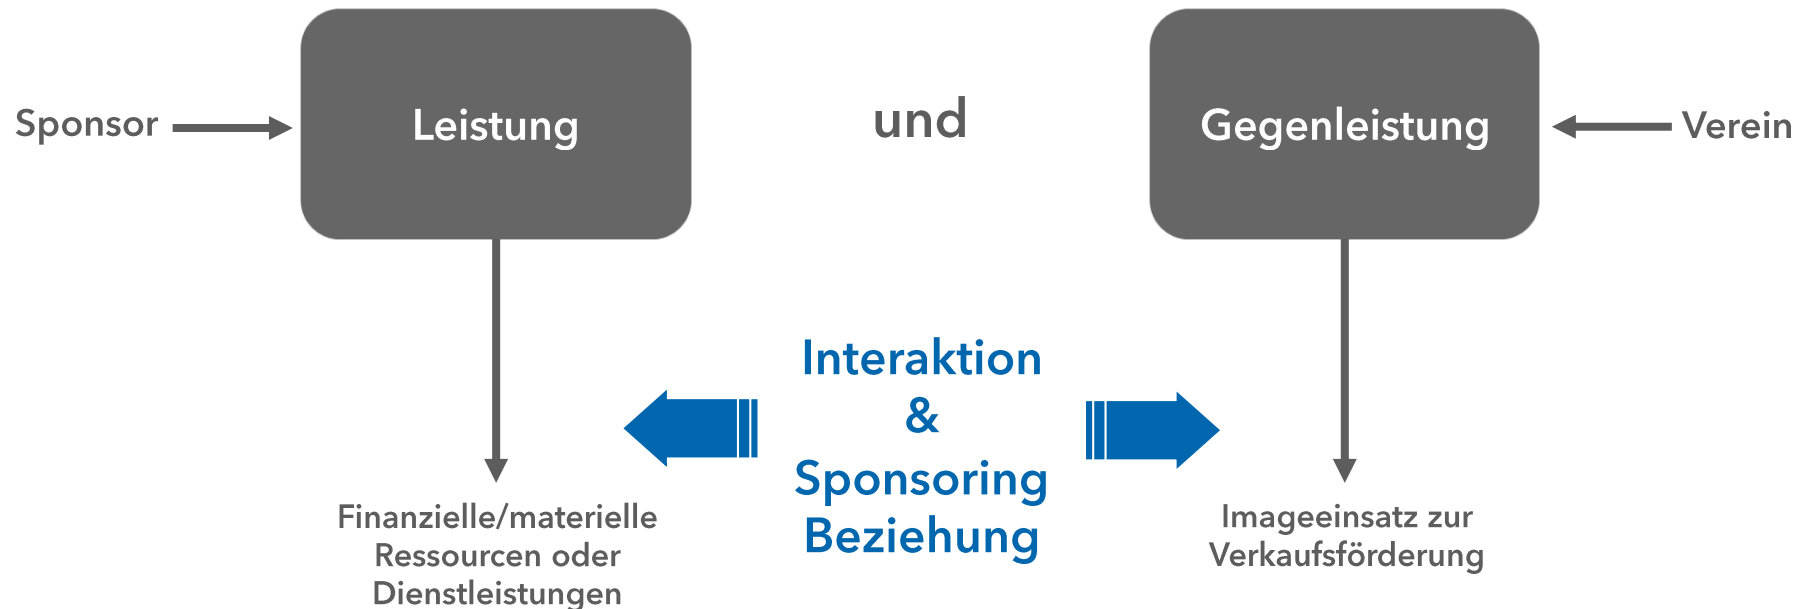 Sponsor
Leistung
und
Gegenleistung
Verein
Interaktion
&
Sponsoring
Beziehung
Finanzielle/materielle
Ressourcen oder
Dienstleistungen
Imageeinsatz zur
Verkaufsförderung